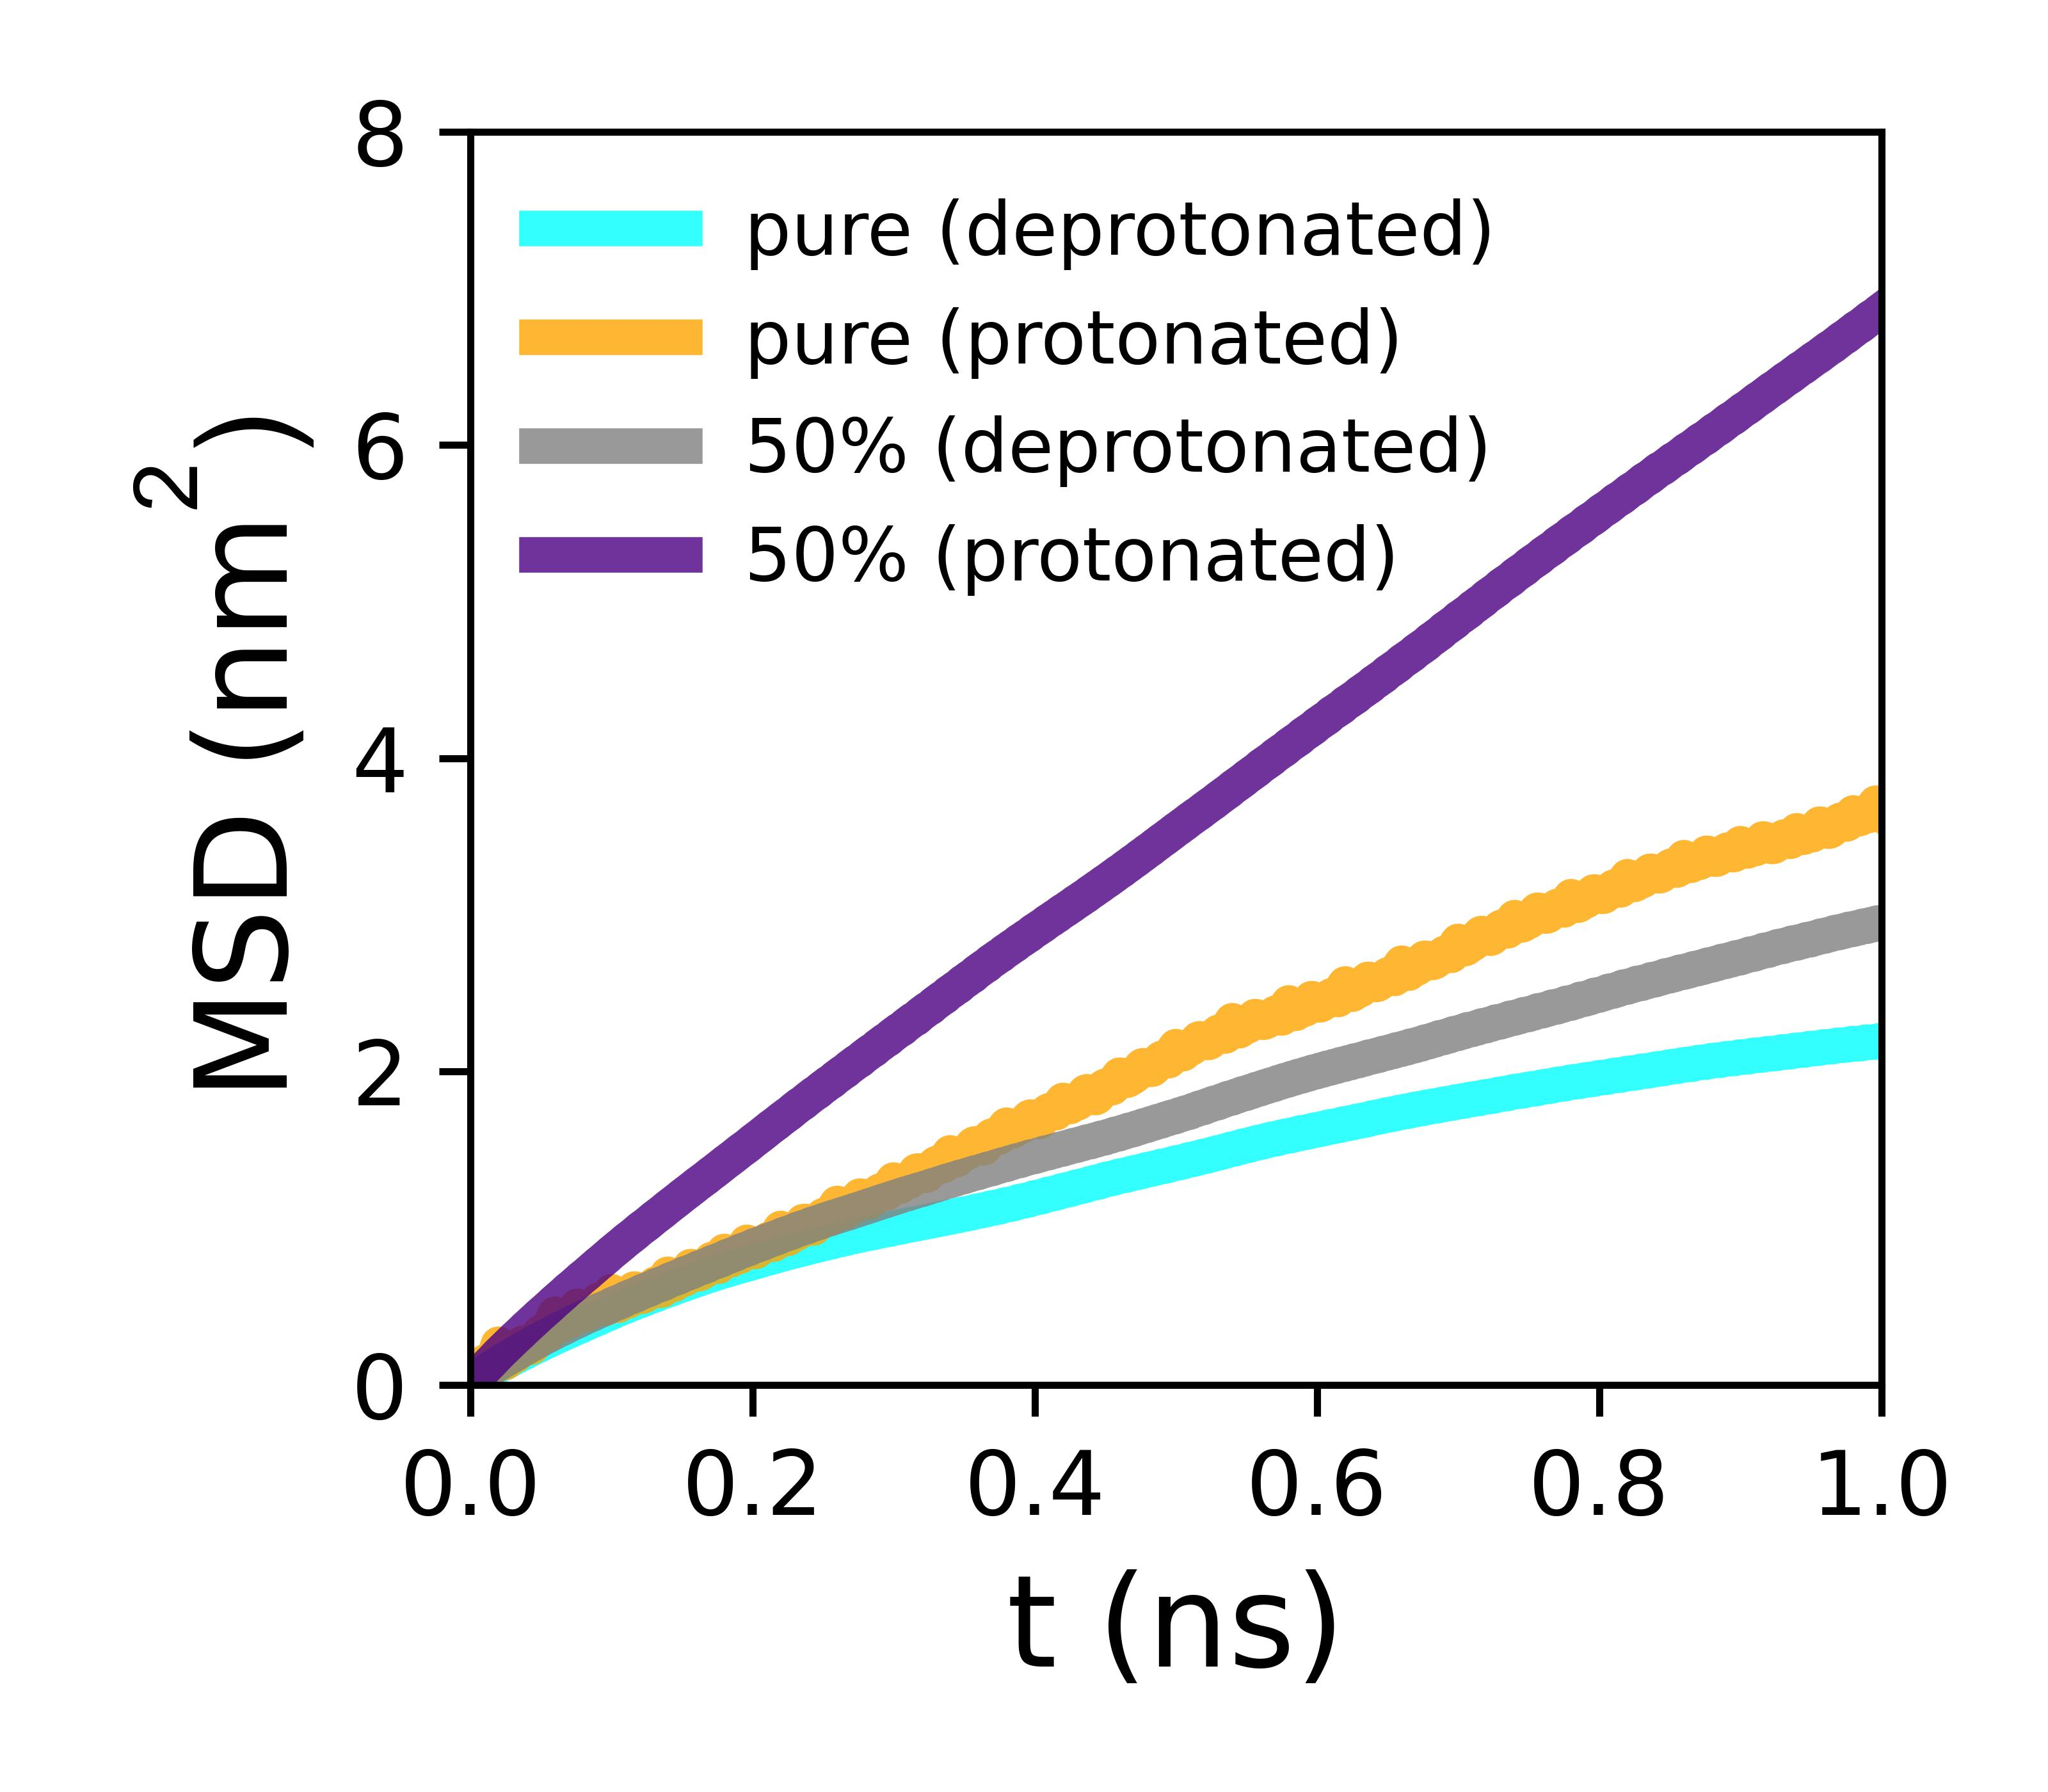 8
pure (deprotonated)
pure (protonated)
6
50% (deprotonated)
50% (protonated)
MSD (nm²)
4
2
0
0.0 0.2 0.4 0.6 0.8 1.0
t (ns)